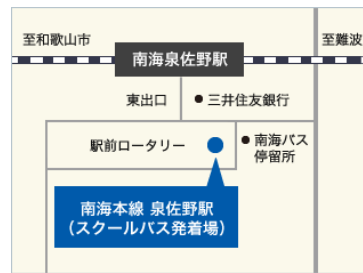 至和歌山市
至難波
南海泉佐野駅
東出口
三井住友銀行
駅前ロータリー
南海バス
停留所
南海本線 泉佐野駅
(スクールバス発着場)